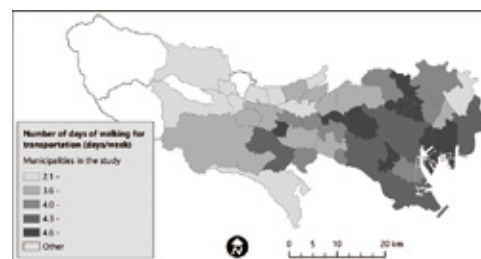 Number of days of walking for
transportation (days/week)
Municipalities in the study
2.1 -
3.6 -
4.0 -
4.3 -
4.6 -
Other
0 5 10 20 km